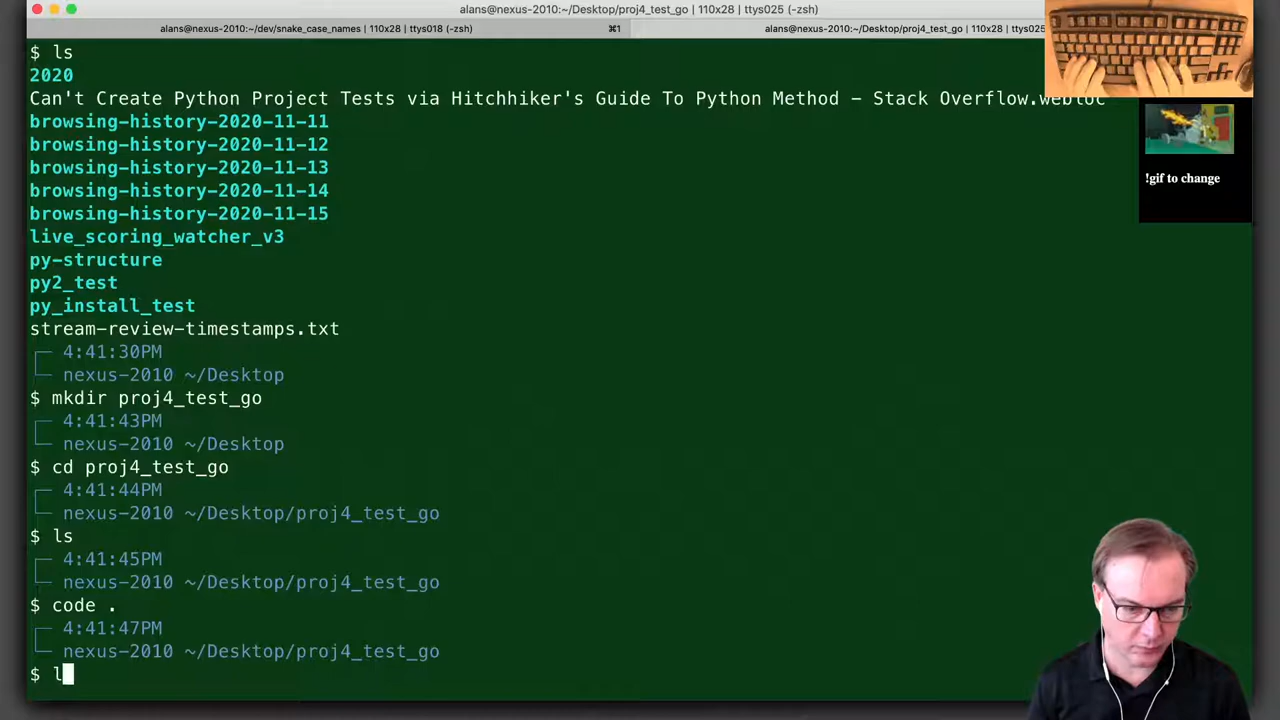 alans@nexus-2010:~/Desktop/proj4_test_go | 110x28 | ttys025 (-zsh)
alans@nexus-2010:~/dev/snake_case_names | 110x28 | ttys018 (-zsh)
⌘1
alans@nexus-2010:~/Desktop/proj4_test_go | 110x28 | ttys025
$ ls
2020
Can't Create Python Project Tests via Hitchhiker's Guide To Python Method – Stack Overflow.webloc
browsing-history-2020-11-11
browsing-history-2020-11-12
browsing-history-2020-11-13
browsing-history-2020-11-14
browsing-history-2020-11-15
live_scoring_watcher_v3
py-structure
py2_test
py_install_test
stream-review-timestamps.txt
4:41:30PM
nexus-2010 ~/Desktop
$ mkdir proj4_test_go
4:41:43PM
nexus-2010 ~/Desktop
$ cd proj4_test_go
4:41:44PM
nexus-2010 ~/Desktop/proj4_test_go
$ ls
4:41:45PM
nexus-2010 ~/Desktop/proj4_test_go
$ code .
4:41:47PM
nexus-2010 ~/Desktop/proj4_test_go
$ l
!gif to change